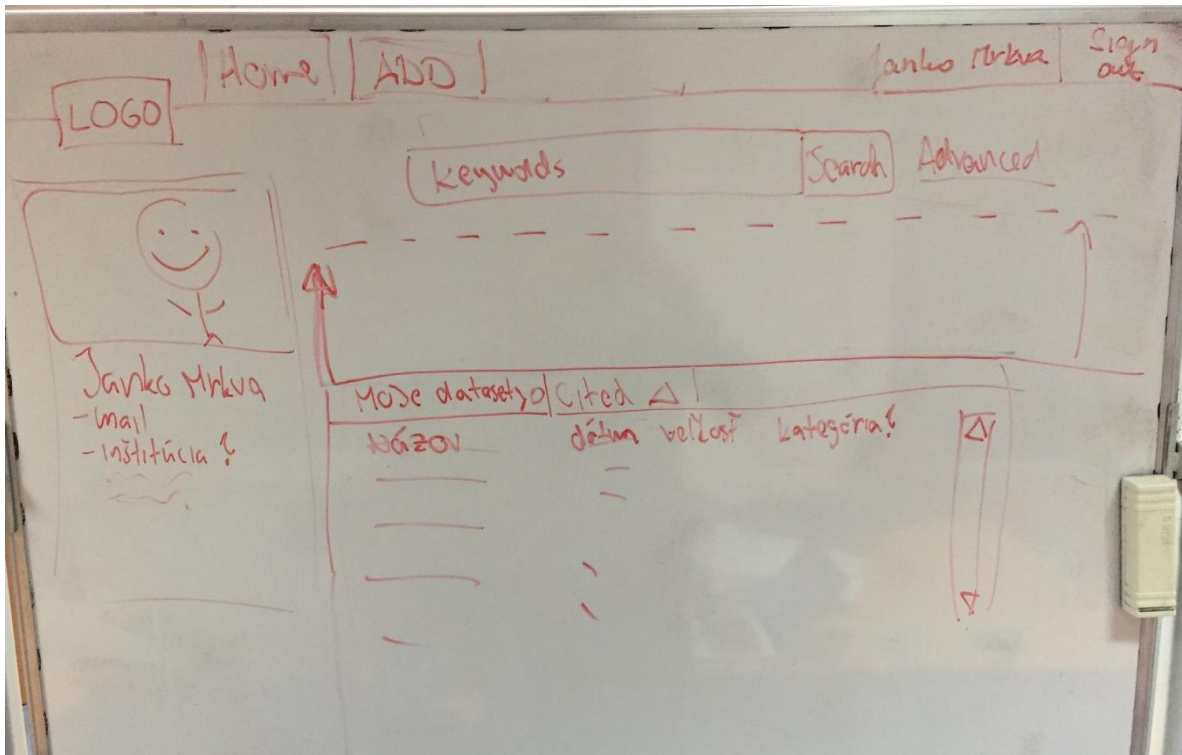 Home ADD Janko Mrkva Sign out
LOGO
keywords Search Advanced
Janko Mrkva
- mail
- inštitúcia ?
Moje datasety Cited
Názov dátum veľkosť kategória?